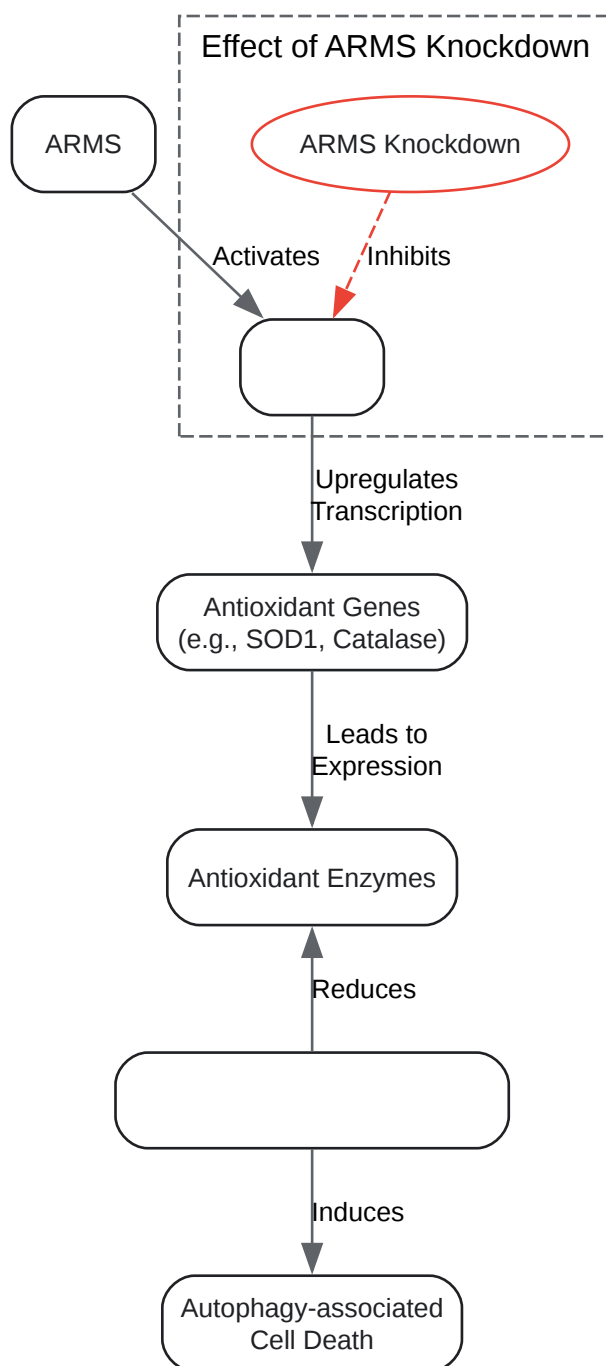 Effect of ARMS Knockdown
ARMS
ARMS Knockdown
Activates
Inhibits
Upregulates
Transcription
Antioxidant Genes
(e.g., SOD1, Catalase)
Leads to
Expression
Antioxidant Enzymes
Reduces
Induces
Autophagy-associated
Cell Death